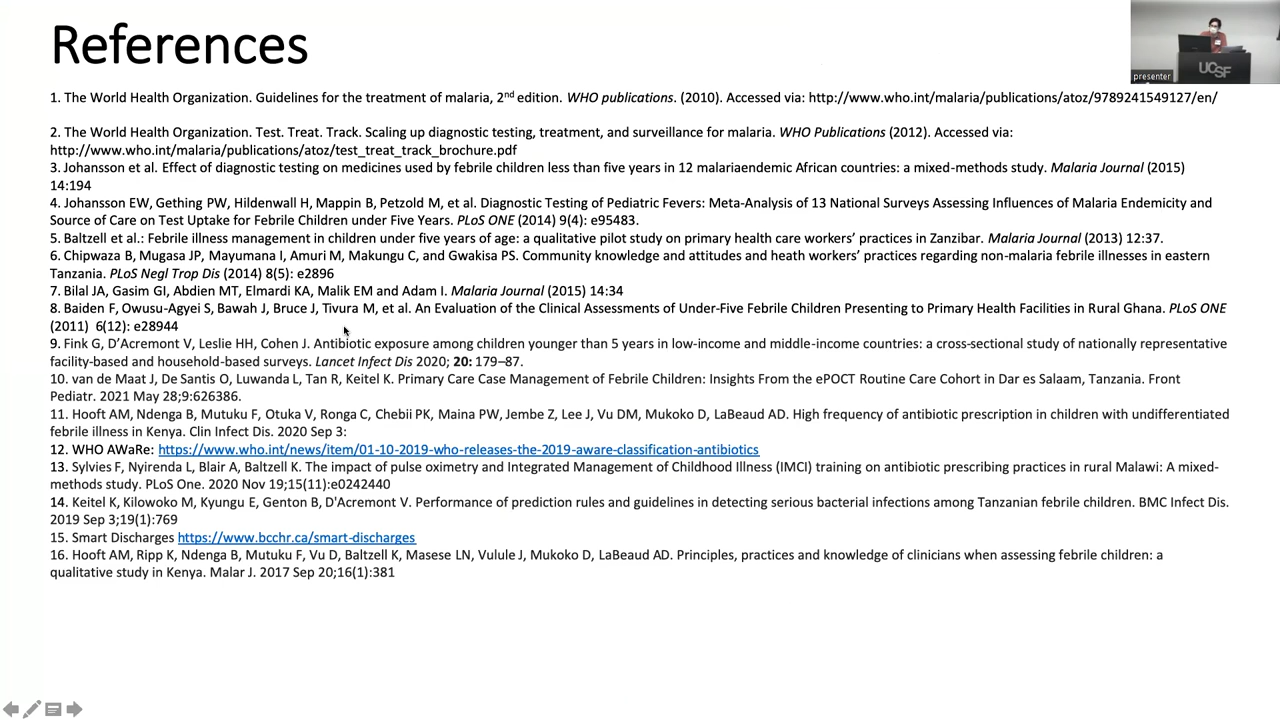 References
presenter
UCSF
1. The World Health Organization. Guidelines for the treatment of malaria, 2nd edition. WHO publications. (2010). Accessed via: http://www.who.int/malaria/publications/atoz/9789241549127/en/
2. The World Health Organization. Test. Treat. Track. Scaling up diagnostic testing, treatment, and surveillance for malaria. WHO Publications (2012). Accessed via:
http://www.who.int/malaria/publications/atoz/test_treat_track_brochure.pdf
3. Johansson et al. Effect of diagnostic testing on medicines used by febrile children less than five years in 12 malariaendemic African countries: a mixed-methods study. Malaria Journal (2015)
14:194
4. Johansson EW, Gething PW, Hildenwall H, Mappin B, Petzold M, et al. Diagnostic Testing of Pediatric Fevers: Meta-Analysis of 13 National Surveys Assessing Influences of Malaria Endemicity and
Source of Care on Test Uptake for Febrile Children under Five Years. PLoS ONE (2014) 9(4): e95483.
5. Baltzell et al.: Febrile illness management in children under five years of age: a qualitative pilot study on primary health care workers’ practices in Zanzibar. Malaria Journal (2013) 12:37.
6. Chipwaza B, Mugasa JP, Mayumana I, Amuri M, Makungu C, and Gwakisa PS. Community knowledge and attitudes and heath workers’ practices regarding non-malaria febrile illnesses in eastern
Tanzania. PLoS Negl Trop Dis (2014) 8(5): e2896
7. Bilal JA, Gasim GI, Abdien MT, Elmardi KA, Malik EM and Adam I. Malaria Journal (2015) 14:34
8. Baiden F, Owusu-Agyei S, Bawah J, Bruce J, Tivura M, et al. An Evaluation of the Clinical Assessments of Under-Five Febrile Children Presenting to Primary Health Facilities in Rural Ghana. PLoS ONE
(2011) 6(12): e28944
9. Fink G, D’Acremont V, Leslie HH, Cohen J. Antibiotic exposure among children younger than 5 years in low-income and middle-income countries: a cross-sectional study of nationally representative
facility-based and household-based surveys. Lancet Infect Dis 2020; 20: 179–87.
10. van de Maat J, De Santis O, Luwanda L, Tan R, Keitel K. Primary Care Case Management of Febrile Children: Insights From the ePOCT Routine Care Cohort in Dar es Salaam, Tanzania. Front
Pediatr. 2021 May 28;9:626386.
11. Hooft AM, Ndenga B, Mutuku F, Otuka V, Ronga C, Chebii PK, Maina PW, Jembe Z, Lee J, Vu DM, Mukoko D, LaBeaud AD. High frequency of antibiotic prescription in children with undifferentiated
febrile illness in Kenya. Clin Infect Dis. 2020 Sep 3:
12. WHO AWaRe: https://www.who.int/news/item/01-10-2019-who-releases-the-2019-aware-classification-antibiotics
13. Sylvies F, Nyirenda L, Blair A, Baltzell K. The impact of pulse oximetry and Integrated Management of Childhood Illness (IMCI) training on antibiotic prescribing practices in rural Malawi: A mixed-
methods study. PLoS One. 2020 Nov 19;15(11):e0242440
14. Keitel K, Kilowoko M, Kyungu E, Genton B, D'Acremont V. Performance of prediction rules and guidelines in detecting serious bacterial infections among Tanzanian febrile children. BMC Infect Dis.
2019 Sep 3;19(1):769
15. Smart Discharges https://www.bcchr.ca/smart-discharges
16. Hooft AM, Ripp K, Ndenga B, Mutuku F, Vu D, Baltzell K, Masese LN, Vulule J, Mukoko D, LaBeaud AD. Principles, practices and knowledge of clinicians when assessing febrile children: a
qualitative study in Kenya. Malar J. 2017 Sep 20;16(1):381